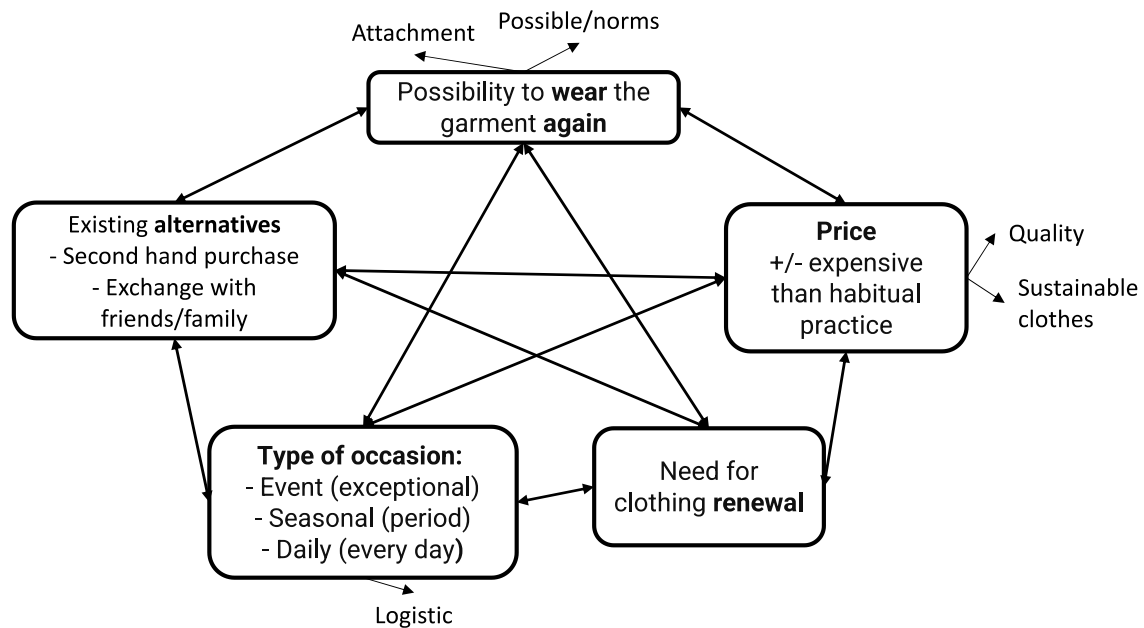 Attachment
Possible/norms
Possibility to wear the
garment again
Existing alternatives
- Second hand purchase
- Exchange with
friends/family
Price
+/- expensive
than habitual
practice
Quality
Sustainable
clothes
Type of occasion:
- Event (exceptional)
- Seasonal (period)
- Daily (every day)
Need for
clothing renewal
Logistic